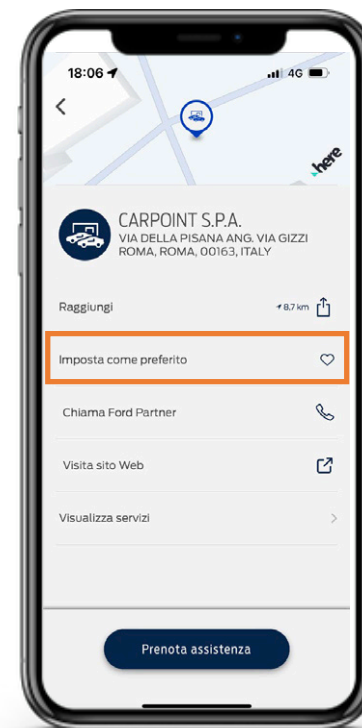 18:06
4G
here
CARPOINT S.P.A.
VIA DELLA PISANA ANG. VIA GIZZI
ROMA, ROMA, 00163, ITALY
Raggiungi
8,7 km
Imposta come preferito
Chiama Ford Partner
Visita sito Web
Visualizza servizi
Prenota assistenza